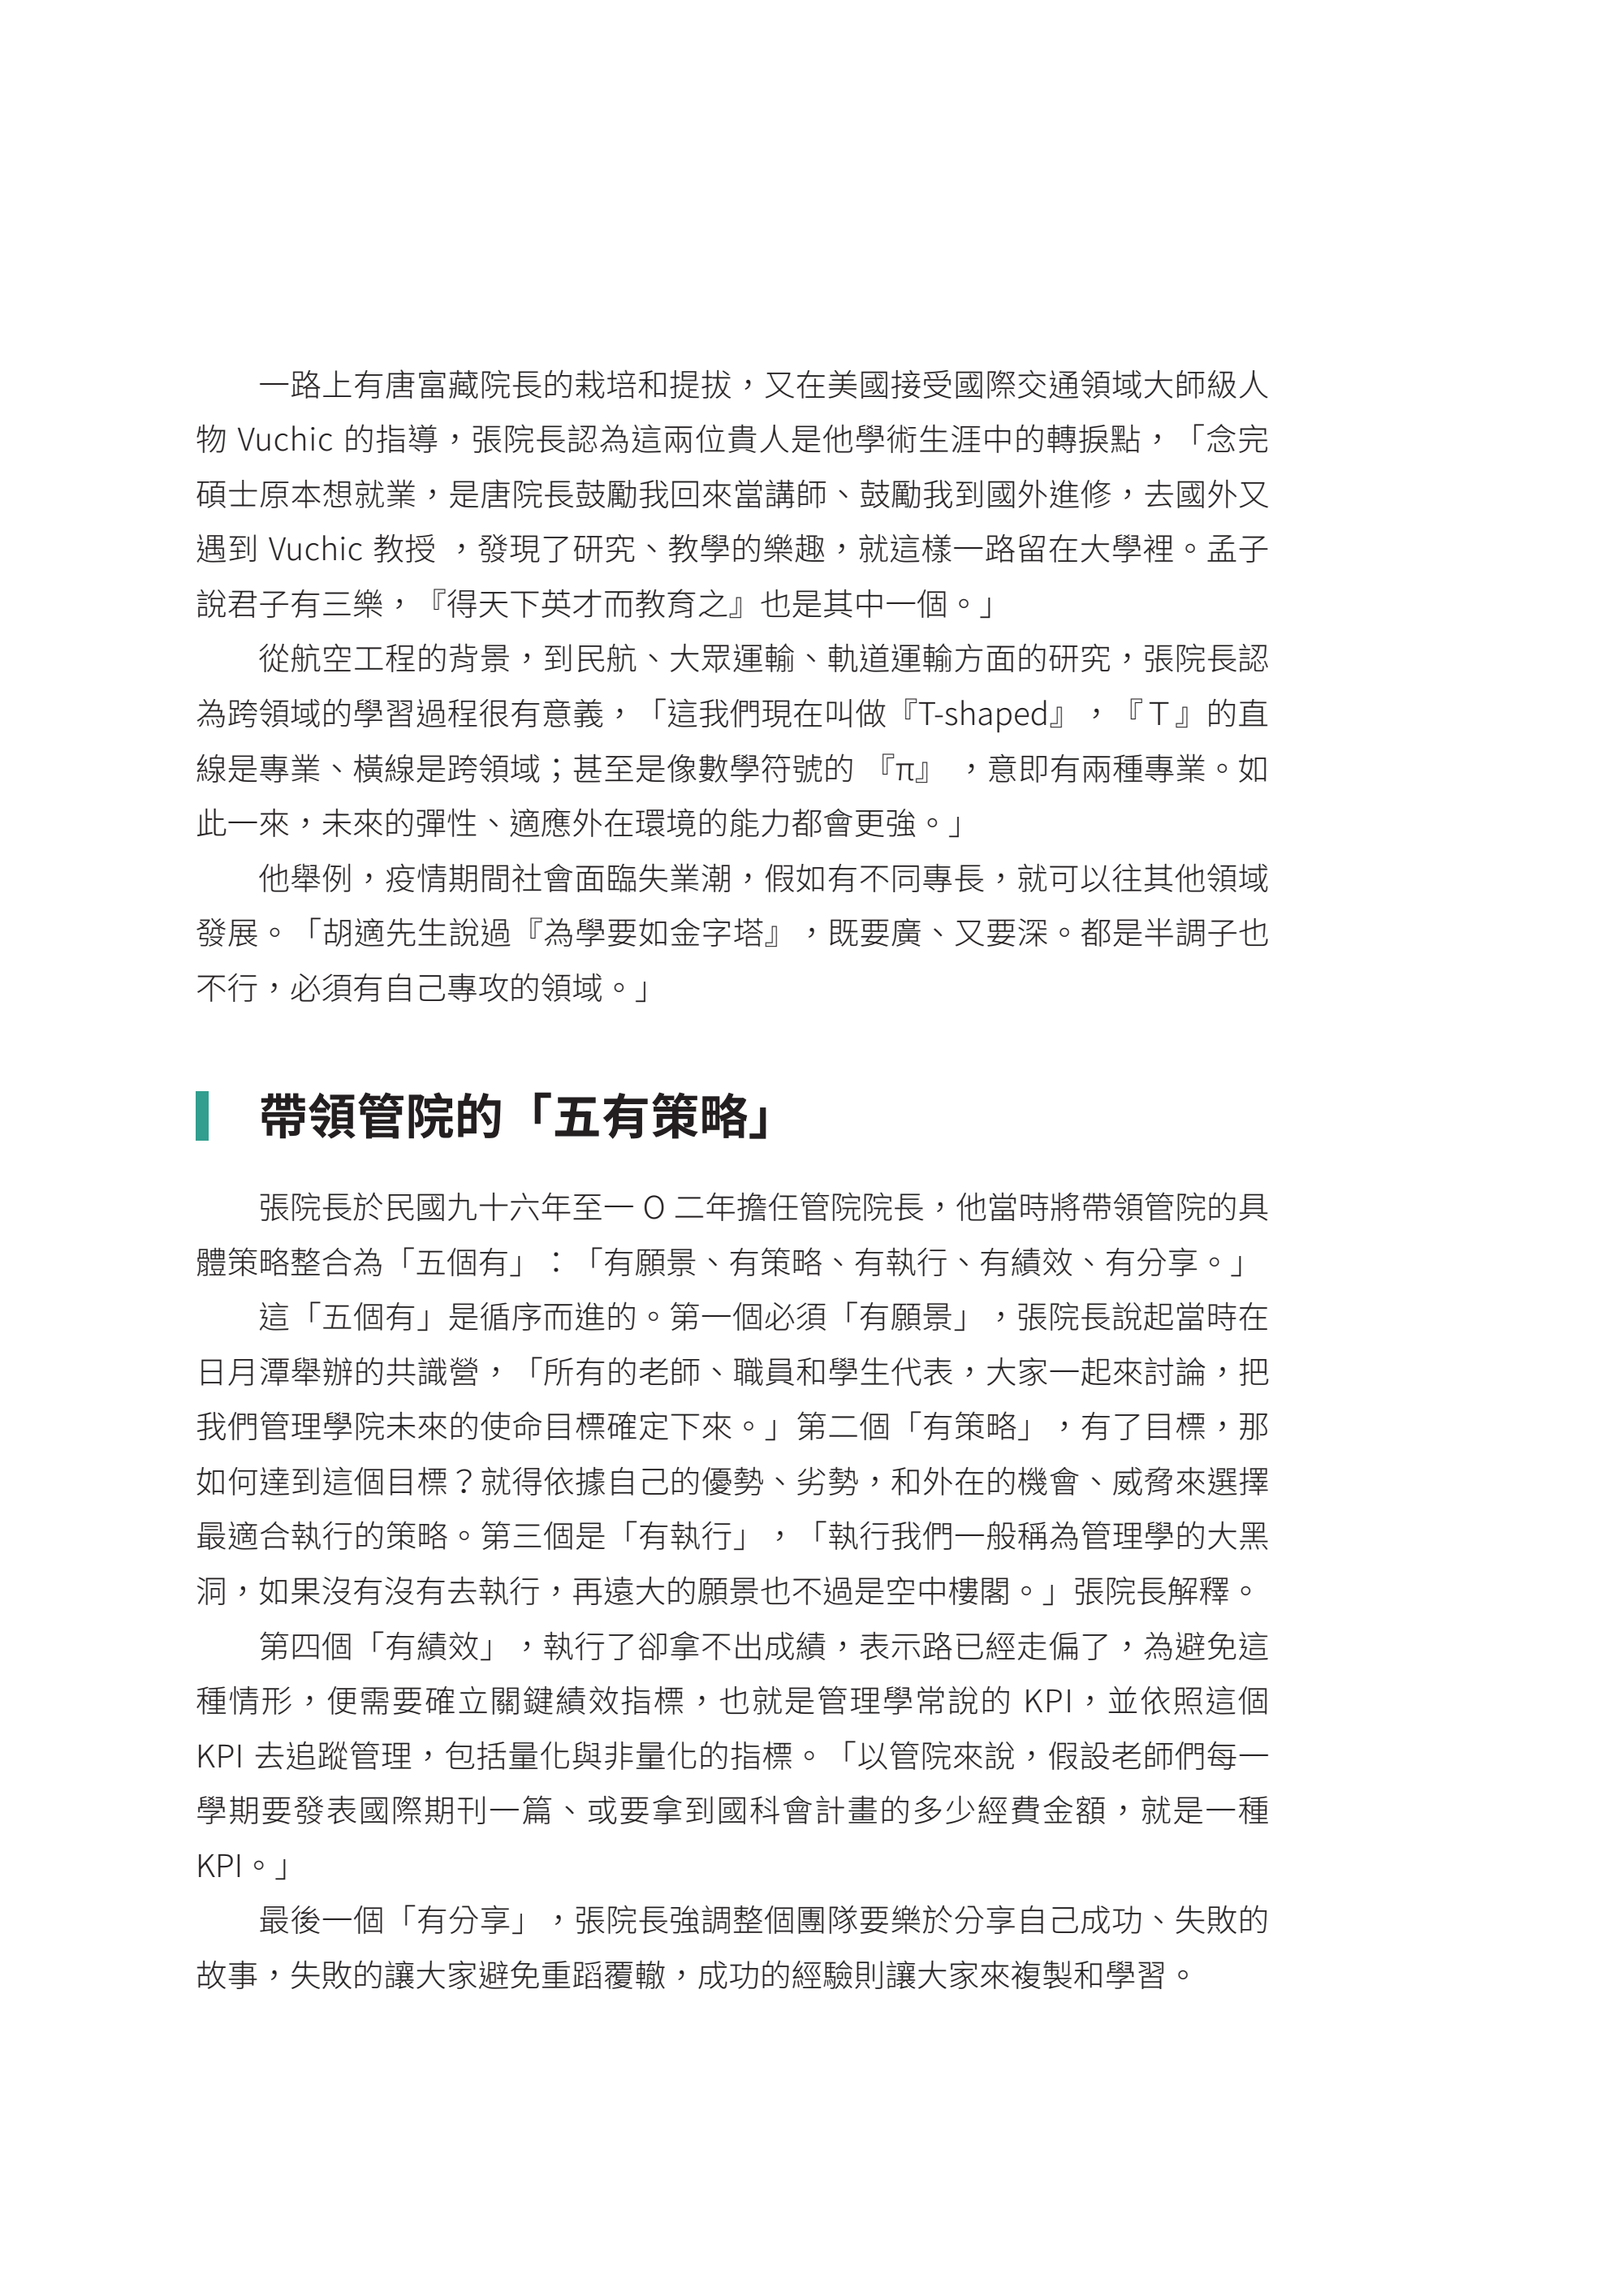 一路上有唐富藏院長的栽培和提拔，又在美國接受國際交通領域大師級人
物 Vuchic 的指導，張院長認為這兩位貴人是他學術生涯中的轉捩點，「念完
碩士原本想就業，是唐院長鼓勵我回來當講師、鼓勵我到國外進修，去國外又
遇到 Vuchic 教授 ，發現了研究、教學的樂趣，就這樣一路留在大學裡。孟子
說君子有三樂，『得天下英才而教育之』也是其中一個。」
從航空工程的背景，到民航、大眾運輸、軌道運輸方面的研究，張院長認
為跨領域的學習過程很有意義，「這我們現在叫做『T-shaped』，『Ｔ』的直
線是專業、橫線是跨領域；甚至是像數學符號的 『π』 ，意即有兩種專業。如
此一來，未來的彈性、適應外在環境的能力都會更強。」
他舉例，疫情期間社會面臨失業潮，假如有不同專長，就可以往其他領域
發展。「胡適先生說過『為學要如金字塔』，既要廣、又要深。都是半調子也
不行，必須有自己專攻的領域。」
帶領管院的「五有策略」
張院長於民國九十六年至一 O 二年擔任管院院長，他當時將帶領管院的具
體策略整合為「五個有」：「有願景、有策略、有執行、有績效、有分享。」
這「五個有」是循序而進的。第一個必須「有願景」，張院長說起當時在
日月潭舉辦的共識營，「所有的老師、職員和學生代表，大家一起來討論，把
我們管理學院未來的使命目標確定下來。」第二個「有策略」，有了目標，那
如何達到這個目標？就得依據自己的優勢、劣勢，和外在的機會、威脅來選擇
最適合執行的策略。第三個是「有執行」，「執行我們一般稱為管理學的大黑
洞，如果沒有沒有去執行，再遠大的願景也不過是空中樓閣。」張院長解釋。
第四個「有績效」，執行了卻拿不出成績，表示路已經走偏了，為避免這
種情形，便需要確立關鍵績效指標，也就是管理學常說的 KPI，並依照這個
KPI 去追蹤管理，包括量化與非量化的指標。「以管院來說，假設老師們每一
學期要發表國際期刊一篇、或要拿到國科會計畫的多少經費金額，就是一種
KPI。」
最後一個「有分享」，張院長強調整個團隊要樂於分享自己成功、失敗的
故事，失敗的讓大家避免重蹈覆轍，成功的經驗則讓大家來複製和學習。